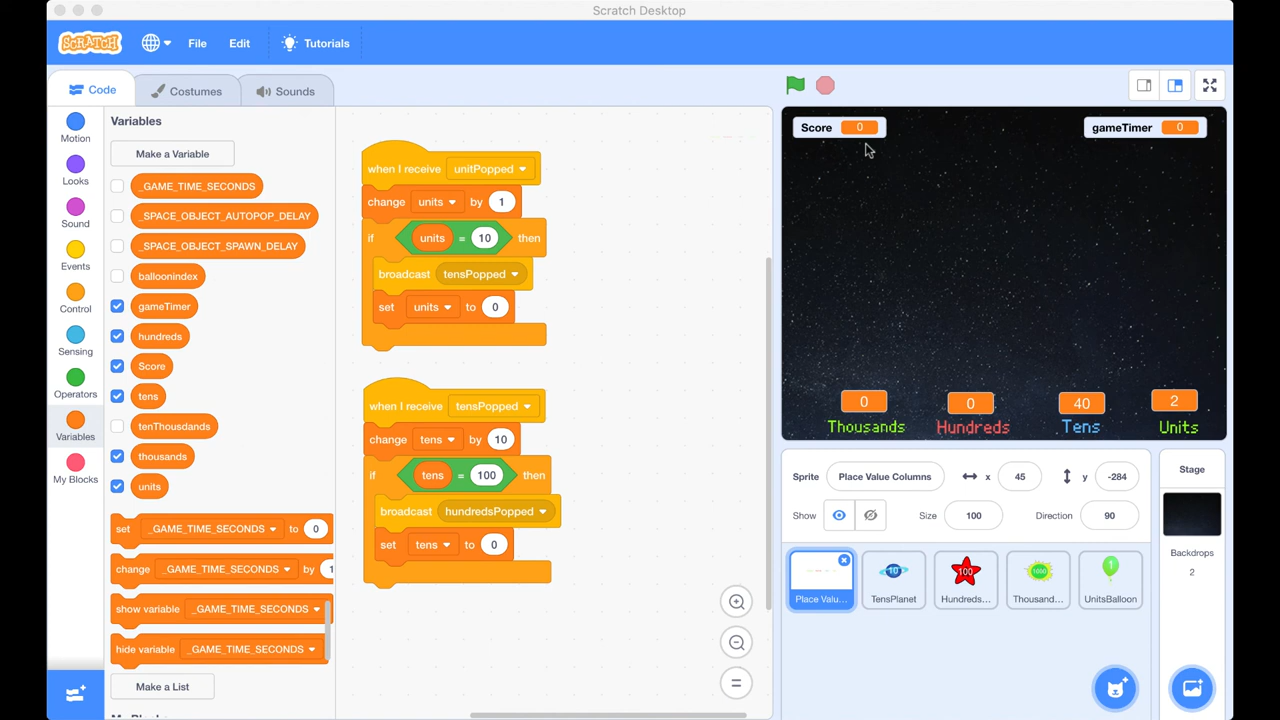 Scratch Desktop
SCRATCH File Edit Tutorials
Code Costumes Sounds
Motion
Looks
Sound
Events
Control
Sensing
Operators
Variables
My Blocks
Variables
Make a Variable
_GAME_TIME_SECONDS
_SPACE_OBJECT_AUTOPOP_DELAY
_SPACE_OBJECT_SPAWN_DELAY
balloonindex
gameTimer
hundreds
Score
tens
tenThousdands
thousands
units
set _GAME_TIME_SECONDS to 0
change _GAME_TIME_SECONDS by 1
show variable _GAME_TIME_SECONDS
hide variable _GAME_TIME_SECONDS
Make a List
when I receive unitPopped
change units by 1
if units = 10 then
broadcast tensPopped
set units to 0
when I receive tensPopped
change tens by 10
if tens = 100 then
broadcast hundredsPopped
set tens to 0
Score 0 gameTimer 0
0 0 40 2
Thousands Hundreds Tens Units
Sprite Place Value Columns x 45 y -284
Show Size 100 Direction 90
10 100 1000 1
Place Valu... TensPlanet Hundreds... Thousand... UnitsBalloon
Stage
Backdrops
2